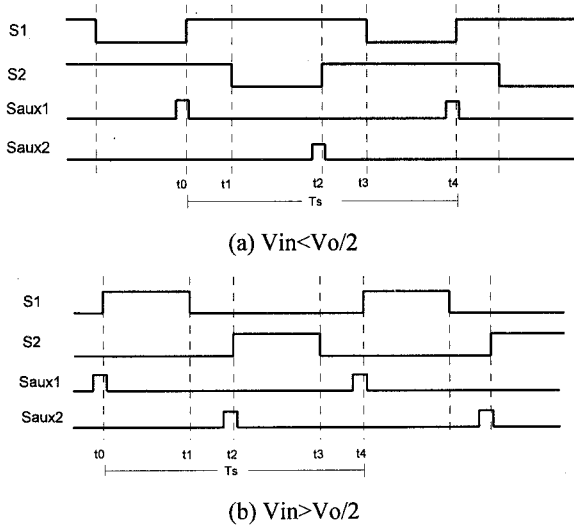 S1
S2
Saux1
Saux2
t0 t1 t2 t3 t4
Ts
(a) Vin<Vo/2
S1
S2
Saux1
Saux2
t0 t1 t2 t3 t4
Ts
(b) Vin>Vo/2